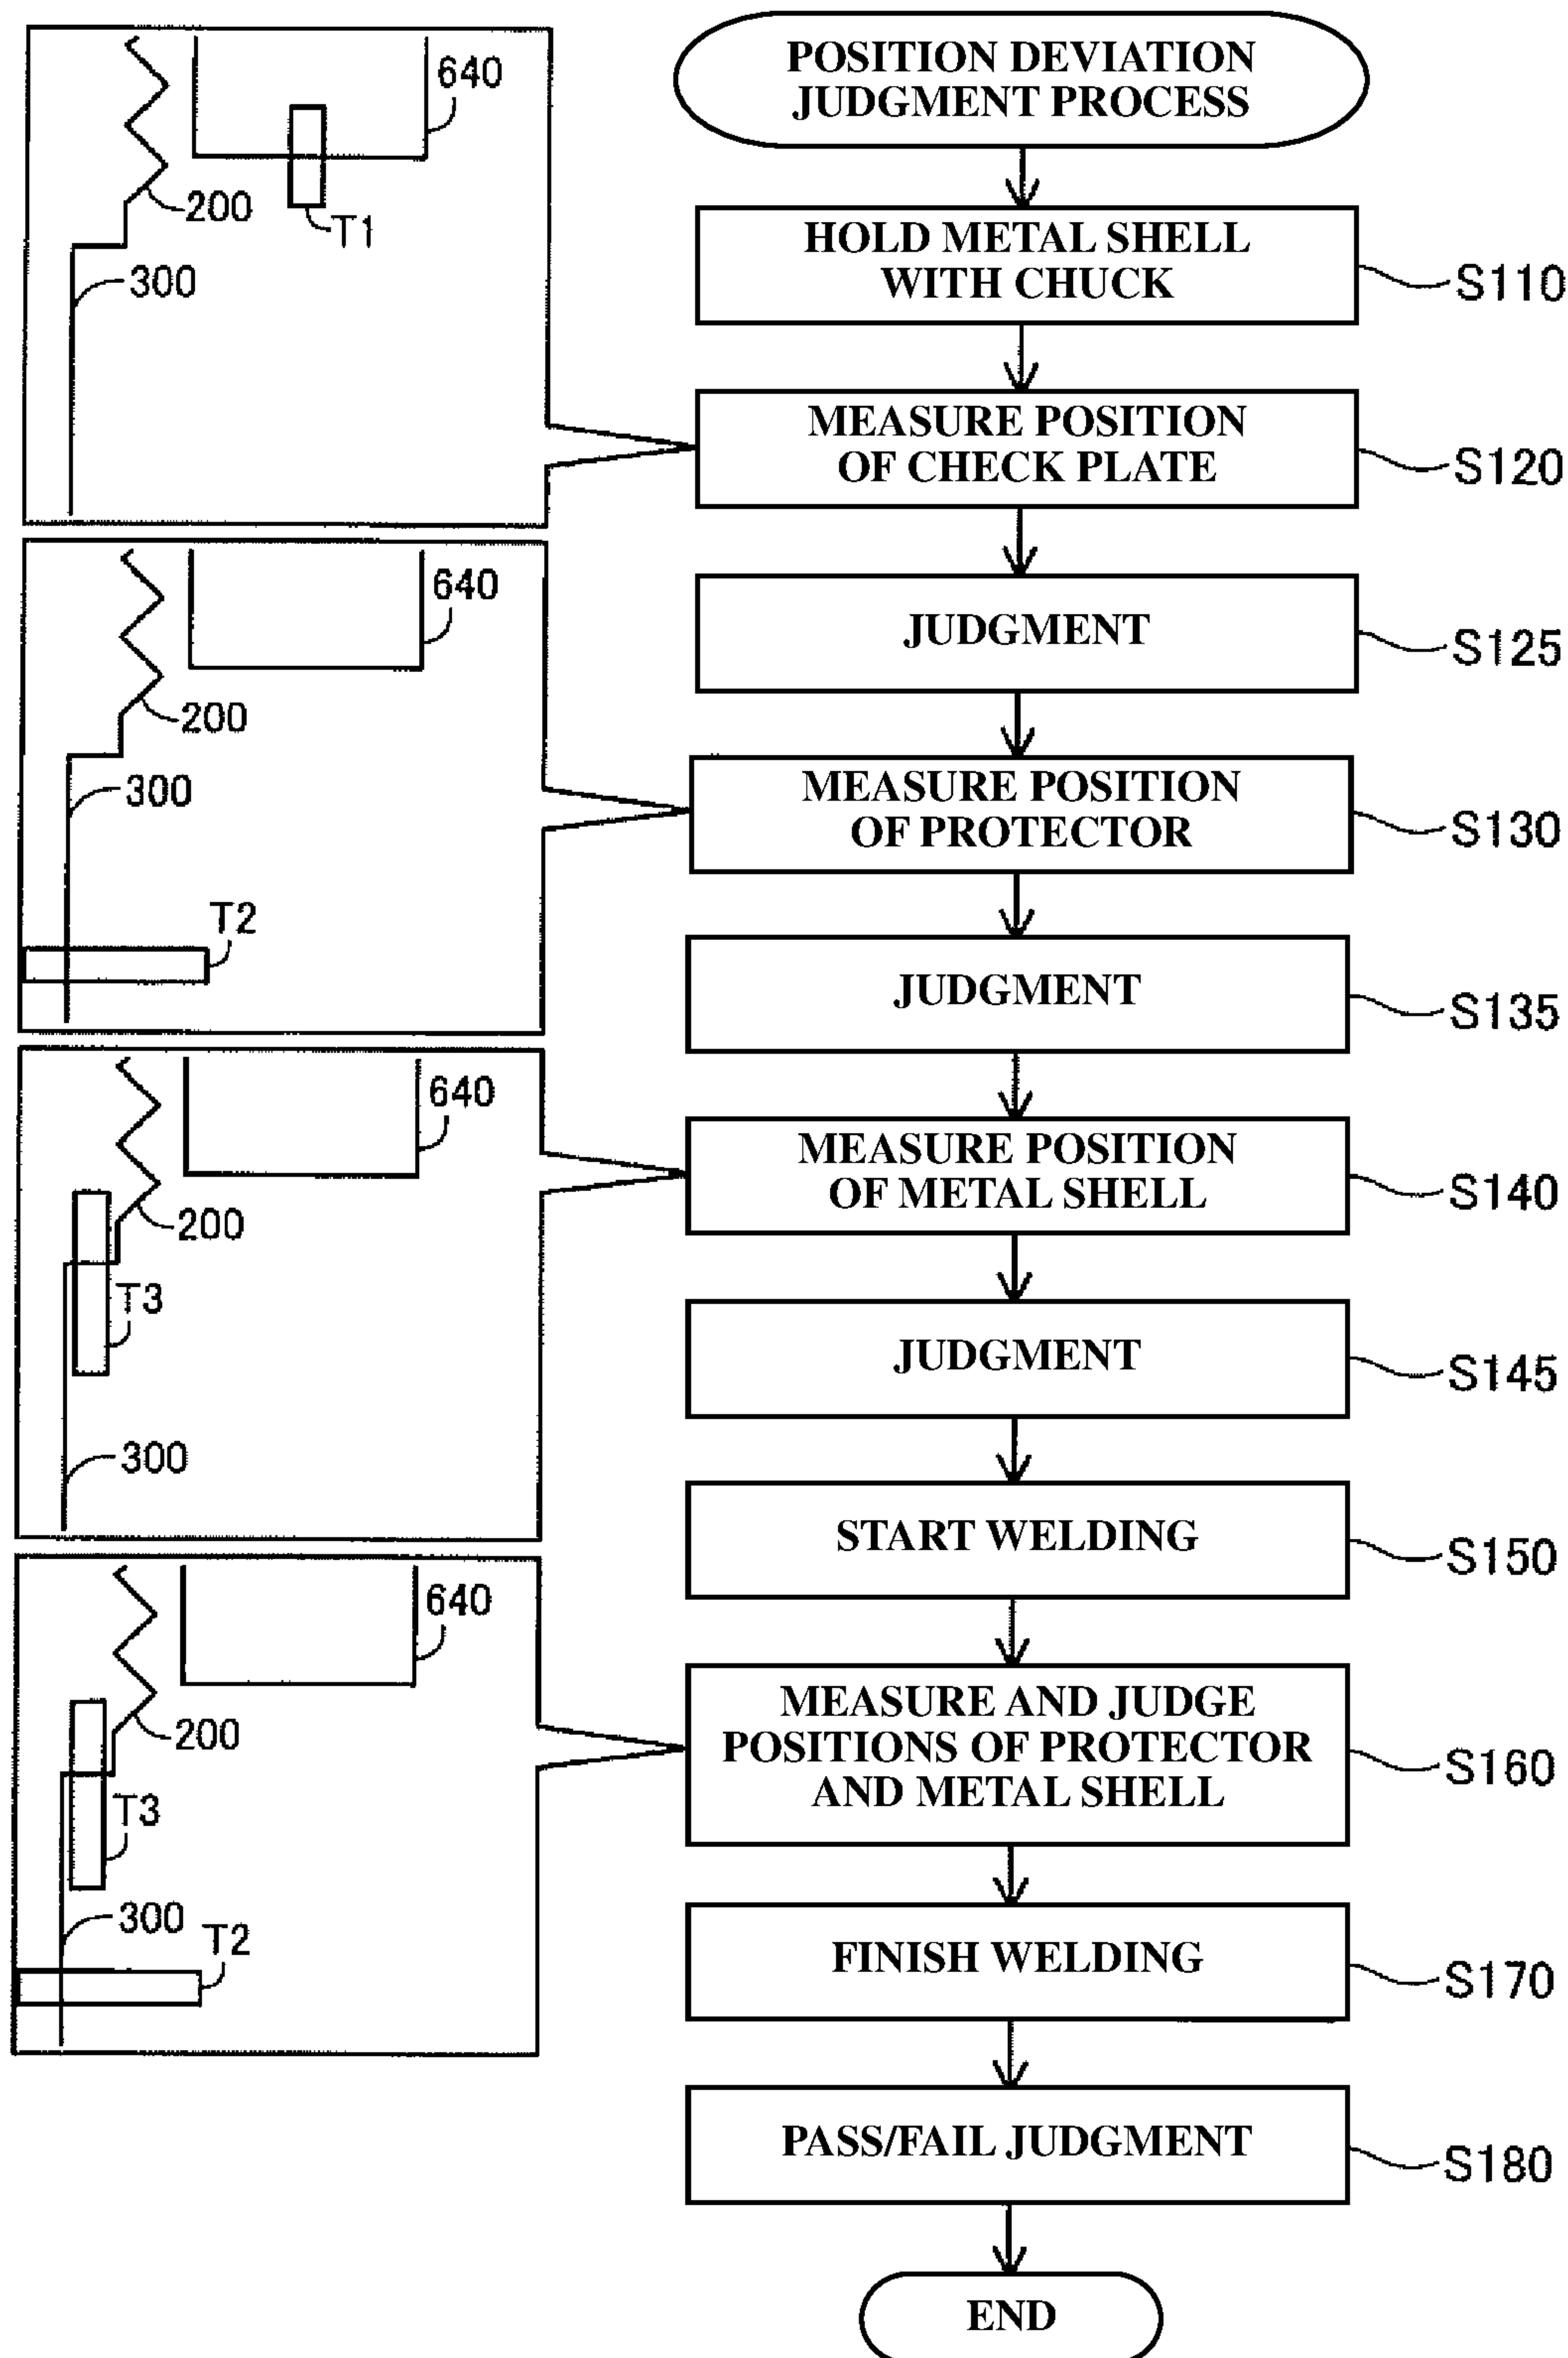 POSITION DEVIATION
JUDGMENT PROCESS
HOLD METAL SHELL
WITH CHUCK
S110
640
200
T1
300
MEASURE POSITION
OF CHECK PLATE
S120
JUDGMENT
S125
640
200
300
T2
MEASURE POSITION
OF PROTECTOR
S130
JUDGMENT
S135
640
200
T3
300
MEASURE POSITION
OF METAL SHELL
S140
JUDGMENT
S145
START WELDING
S150
640
200
T3
300
T2
MEASURE AND JUDGE
POSITIONS OF PROTECTOR
AND METAL SHELL
S160
FINISH WELDING
S170
PASS/FAIL JUDGMENT
S180
END